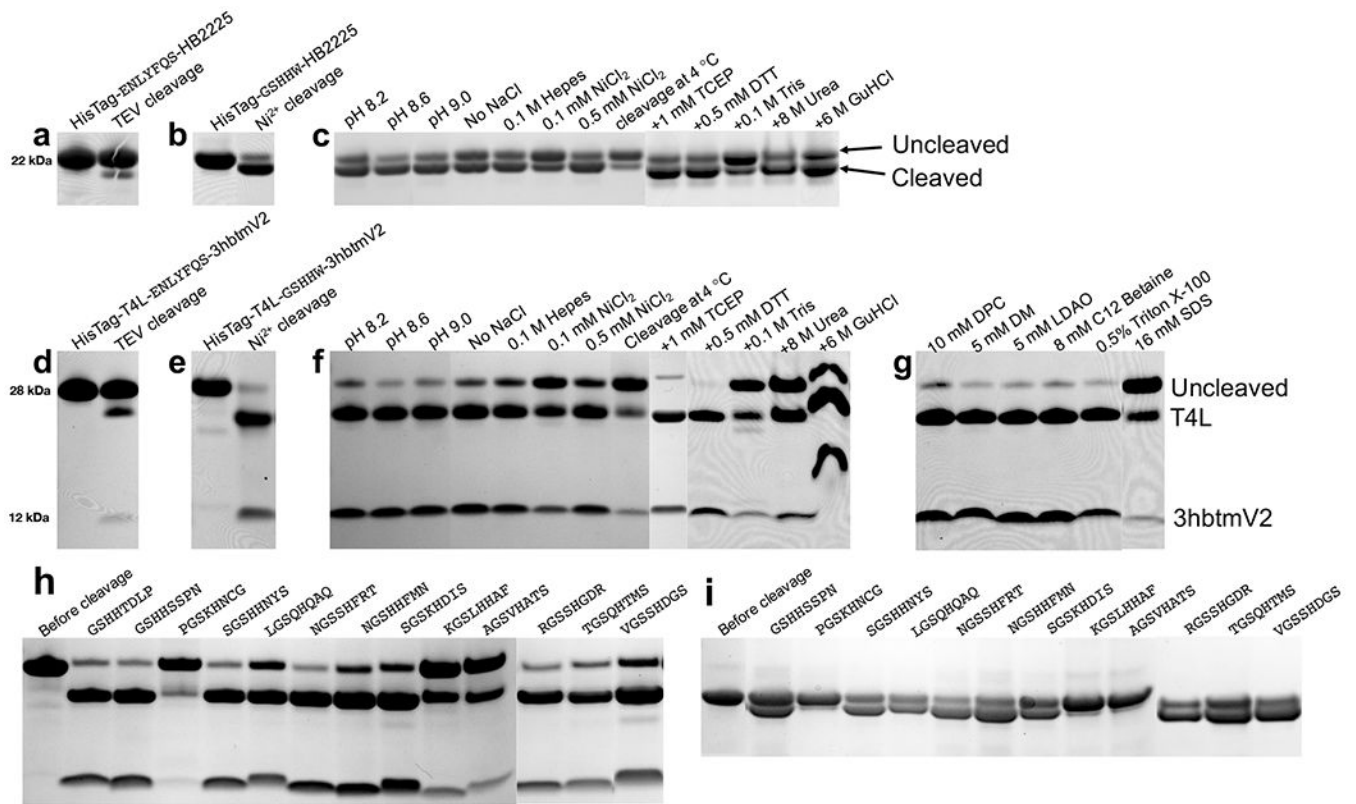 a
HisTag-ENLYFQS-HB2225
TEV cleavage
22 kDa
b
HisTag-GSHHW-HB2225
Ni²⁺ cleavage
c
pH 8.2
pH 8.6
pH 9.0
No NaCl
0.1 M Hepes
0.1 mM NiCl₂
0.5 mM NiCl₂
cleavage at 4 °C
+1 mM TCEP
+0.5 mM DTT
+0.1 M Tris
+8 M Urea
+6 M GuHCl
Uncleaved
Cleaved
d
HisTag-T4L-ENLYFQS-3hbtmV2
TEV cleavage
28 kDa
12 kDa
e
HisTag-T4L-GSHHW-3hbtmV2
Ni²⁺ cleavage
f
pH 8.2
pH 8.6
pH 9.0
No NaCl
0.1 M Hepes
0.1 mM NiCl₂
0.5 mM NiCl₂
Cleavage at 4 °C
+1 mM TCEP
+0.5 mM DTT
+0.1 M Tris
+8 M Urea
+6 M GuHCl
g
10 mM DPC
5 mM DM
5 mM LDAO
8 mM C12 Betaine
0.5% Triton X-100
16 mM SDS
Uncleaved
T4L
3hbtmV2
h
Before cleavage
GSHHTDLP
GSHHSSPN
PGSKHNCG
SGSHHNYS
LGSQHQAQ
NGSSHFRT
NGSHHFMN
SGSKHDIS
KGSLHHAF
AGSVHATS
RGSSHGDR
TGSQHTMS
VGSSHDGS
i
Before cleavage
GSHHSSPN
PGSKHNCG
SGSHHNYS
LGSQHQAQ
NGSSHFRT
NGSHHFMN
SGSKHDIS
KGSLHHAF
AGSVHATS
RGSSHGDR
TGSQHTMS
VGSSHDGS